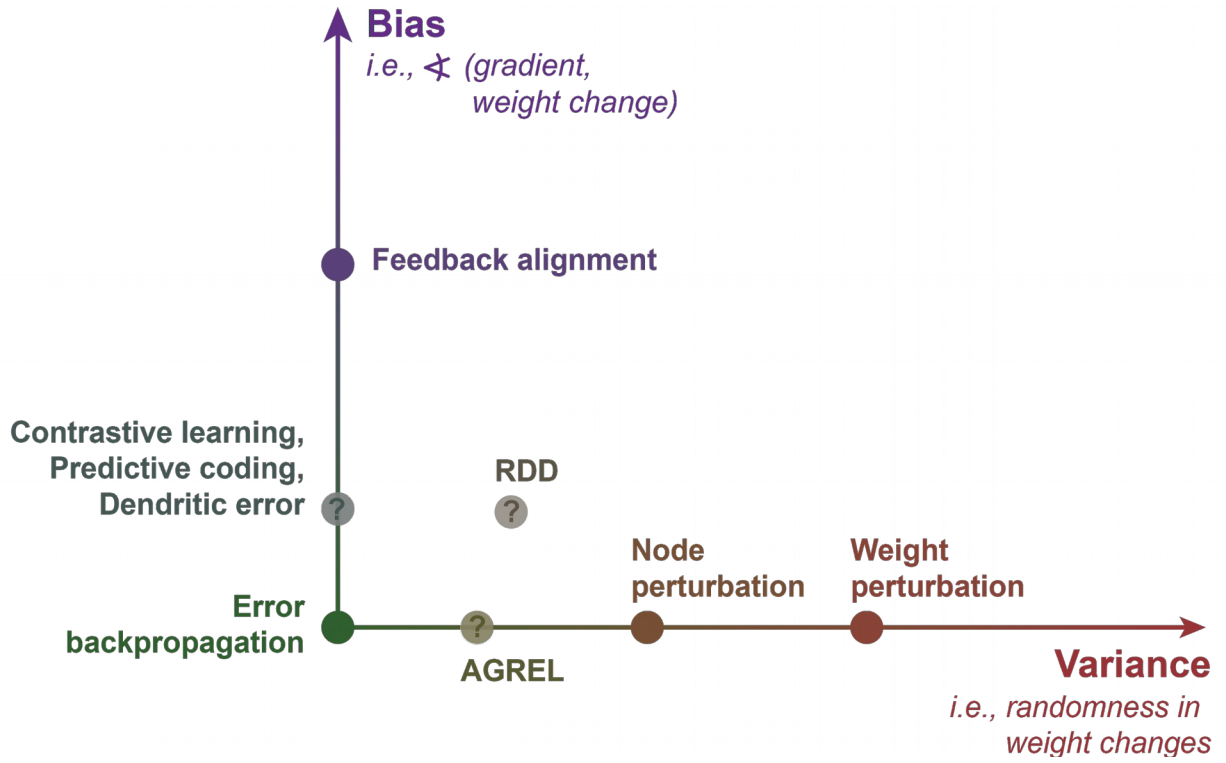 Bias
i.e., ∢ (gradient,
weight change)
Feedback alignment
Contrastive learning,
Predictive coding,
Dendritic error
?
RDD
?
Node
perturbation
Weight
perturbation
Error
backpropagation
?
AGREL
Variance
i.e., randomness in
weight changes